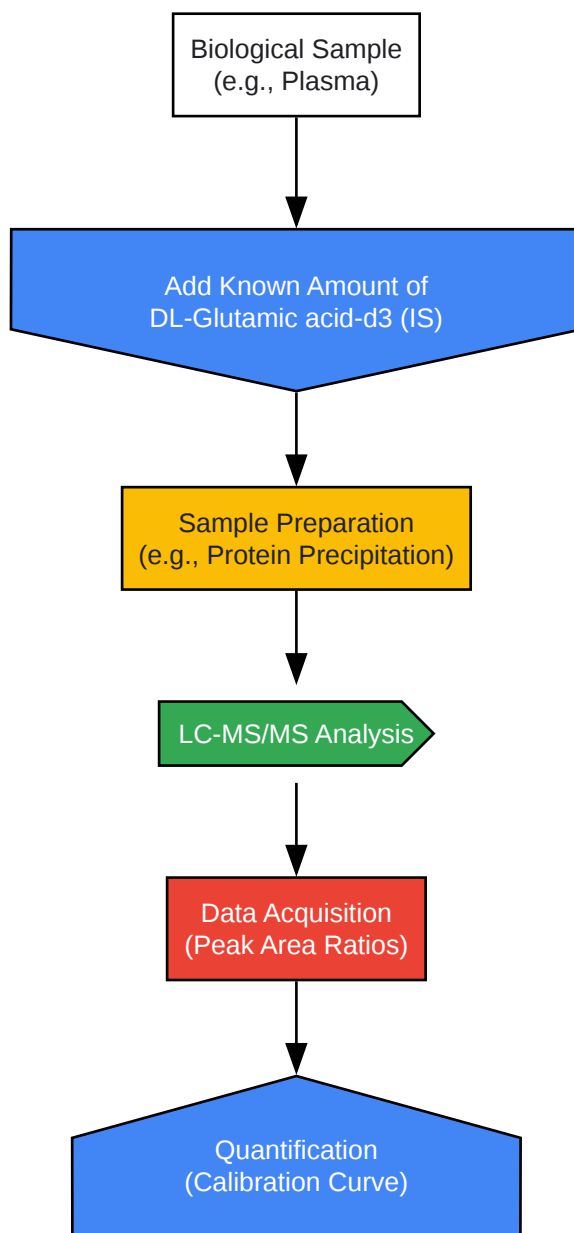 Biological Sample
(e.g., Plasma)
Add Known Amount of
DL-Glutamic acid-d3 (IS)
Sample Preparation
(e.g., Protein Precipitation)
LC-MS/MS Analysis
Data Acquisition
(Peak Area Ratios)
Quantification
(Calibration Curve)